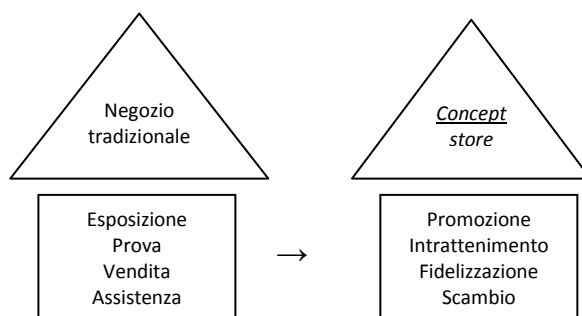 Negozio
tradizionale
Concept
store
Esposizione
Prova
Vendita
Assistenza
→
Promozione
Intrattenimento
Fidelizzazione
Scambio